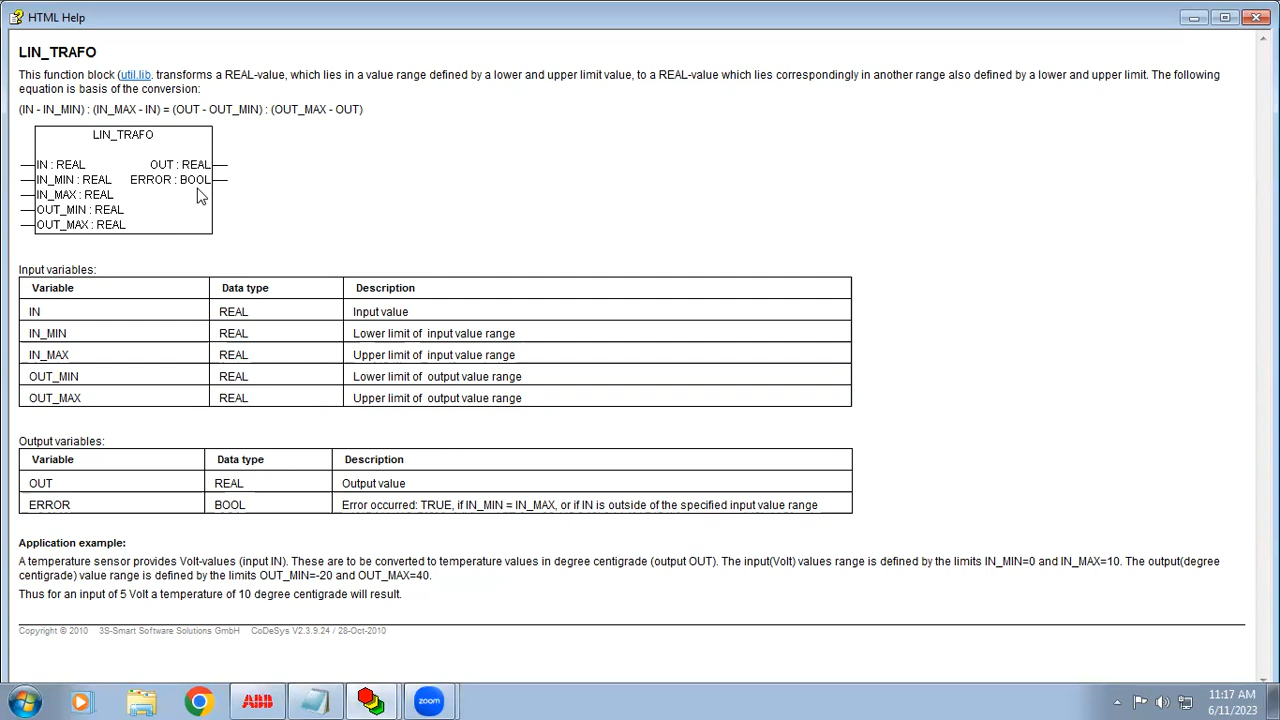 HTML Help
LIN_TRAFO
This function block (util.lib. transforms a REAL-value, which lies in a value range defined by a lower and upper limit value, to a REAL-value which lies correspondingly in another range also defined by a lower and upper limit. The following
equation is basis of the conversion:
(IN - IN_MIN) : (IN_MAX - IN) = (OUT - OUT_MIN) : (OUT_MAX - OUT)
LIN_TRAFO
IN : REAL OUT : REAL
IN_MIN : REAL ERROR : BOOL
IN_MAX : REAL
OUT_MIN : REAL
OUT_MAX : REAL
Input variables:
Variable Data type Description
IN REAL Input value
IN_MIN REAL Lower limit of input value range
IN_MAX REAL Upper limit of input value range
OUT_MIN REAL Lower limit of output value range
OUT_MAX REAL Upper limit of output value range
Output variables:
Variable Data type Description
OUT REAL Output value
ERROR BOOL Error occurred: TRUE, if IN_MIN = IN_MAX, or if IN is outside of the specified input value range
Application example:
A temperature sensor provides Volt-values (input IN). These are to be converted to temperature values in degree centigrade (output OUT). The input(Volt) values range is defined by the limits IN_MIN=0 and IN_MAX=10. The output(degree
centigrade) value range is defined by the limits OUT_MIN=-20 and OUT_MAX=40.
Thus for an input of 5 Volt a temperature of 10 degree centigrade will result.
Copyright © 2010 3S-Smart Software Solutions GmbH CoDeSys V2.3.9.24 / 28-Oct-2010
ABB
zoom
11:17 AM
6/11/2023